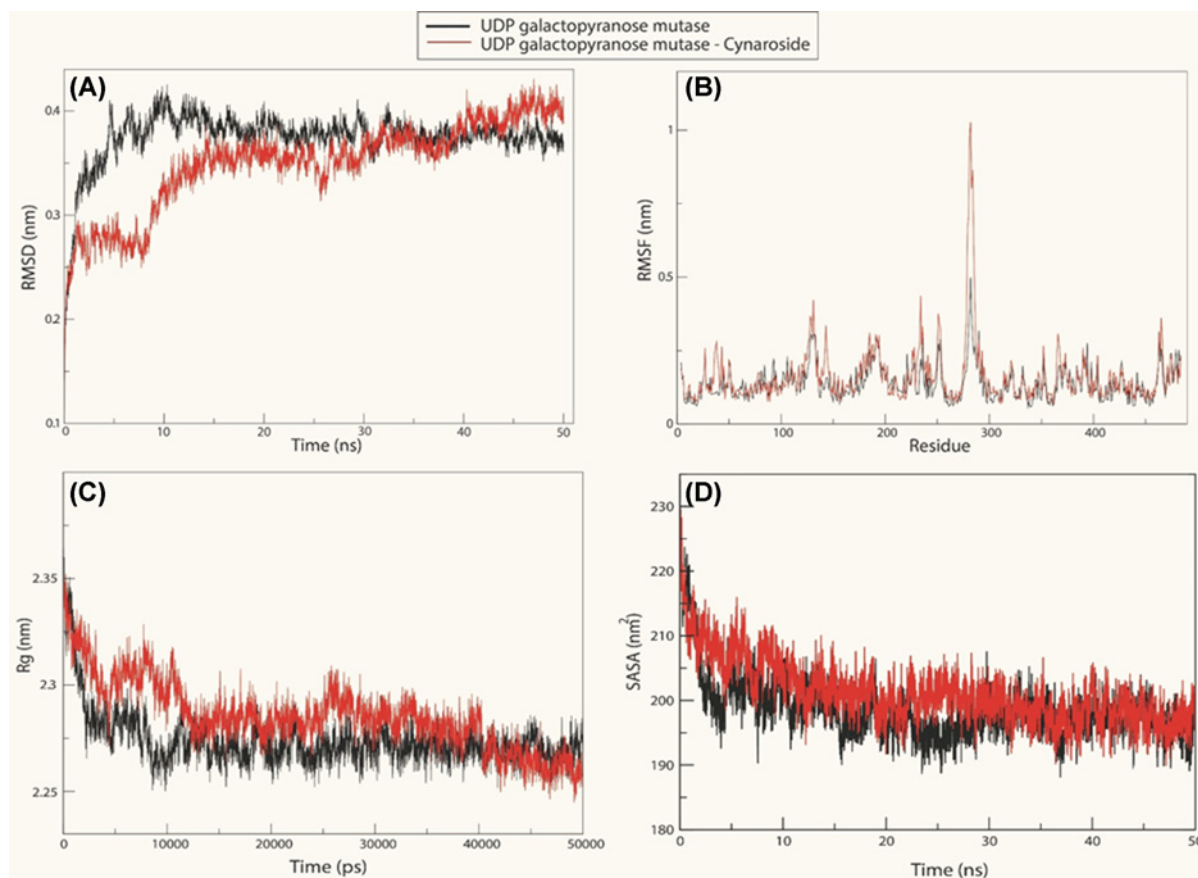 UDP galactopyranose mutase
UDP galactopyranose mutase - Cynaroside
(A)
0.4
0.3
0.2
0.1
RMSD (nm)
0 10 20 30 40 50
Time (ns)
(B)
1
0.5
0
RMSF (nm)
0 100 200 300 400
Residue
(C)
2.35
2.3
2.25
Rg (nm)
0 10000 20000 30000 40000 50000
Time (ps)
(D)
230
220
210
200
190
180
SASA (nm²)
0 10 20 30 40 50
Time (ns)